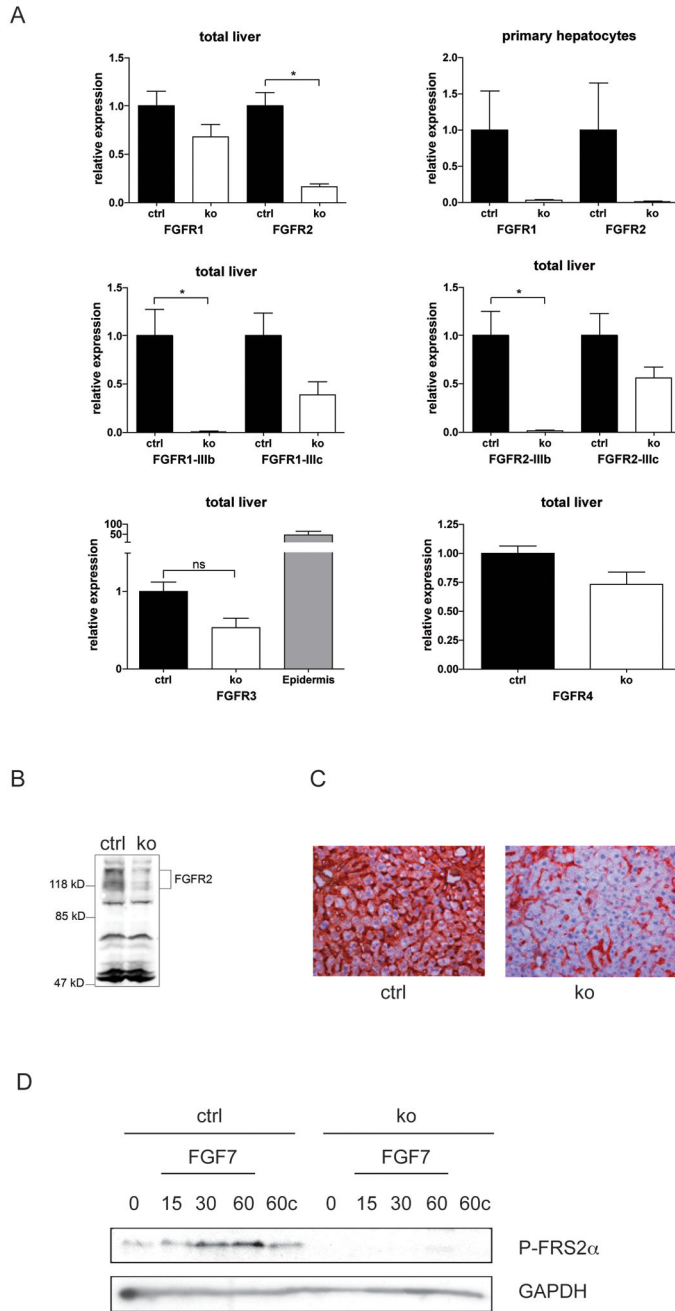 A
total liver
primary hepatocytes
relative expression
1.5
1.0
0.5
0.0
*
ctrl ko ctrl ko
FGFR1 FGFR2
relative expression
2.0
1.5
1.0
0.5
0.0
ctrl ko ctrl ko
FGFR1 FGFR2
total liver
total liver
relative expression
1.5
1.0
0.5
0.0
*
ctrl ko ctrl ko
FGFR1-IIIb FGFR1-IIIc
relative expression
1.5
1.0
0.5
0.0
*
ctrl ko ctrl ko
FGFR2-IIIb FGFR2-IIIc
total liver
total liver
relative expression
100
50
1
0
ns
ctrl ko Epidermis
FGFR3
relative expression
1.25
1.00
0.75
0.50
0.25
0.00
ctrl ko
FGFR4
B
C
ctrl ko
FGFR2
118 kD
85 kD
47 kD
ctrl
ko
D
ctrl ko
FGF7 FGF7
0 15 30 60 60c 0 15 30 60 60c
P-FRS2α
GAPDH